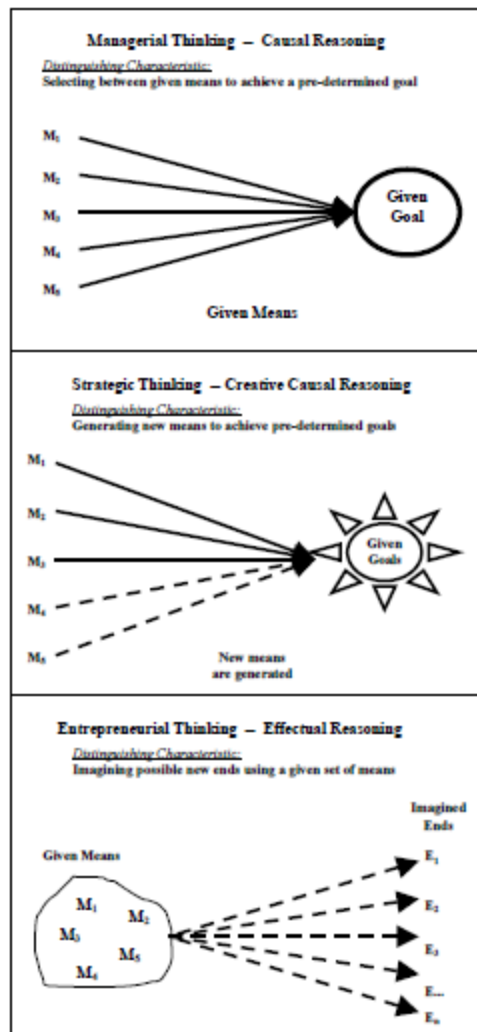 Managerial Thinking – Causal Reasoning
Distinguishing Characteristic:
Selecting between given means to achieve a pre-determined goal
M₁
M₂
M₃
M₄
M₅
Given
Goal
Given Means
Strategic Thinking – Creative Causal Reasoning
Distinguishing Characteristic:
Generating new means to achieve pre-determined goals
M₁
M₂
M₃
M₄
M₅
Given
Goals
New means
are generated
Entrepreneurial Thinking – Effectual Reasoning
Distinguishing Characteristic:
Imagining possible new ends using a given set of means
Imagined
Ends
Given Means
M₁
M₂
M₃
M₅
M₄
E₁
E₂
E₃
E...
Eₙ